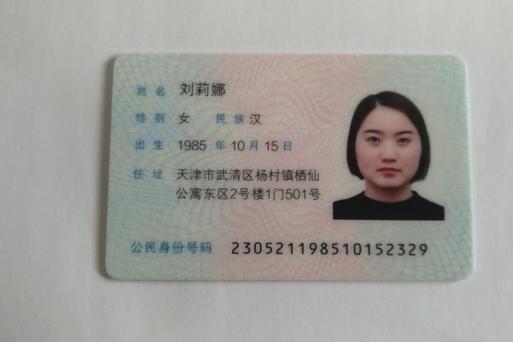 姓名 刘莉娜
性别 女 民族 汉
出生 1985 年 10 月 15 日
住址 天津市武清区杨村镇栖仙
公寓东区2号楼1门501号
公民身份号码 230521198510152329